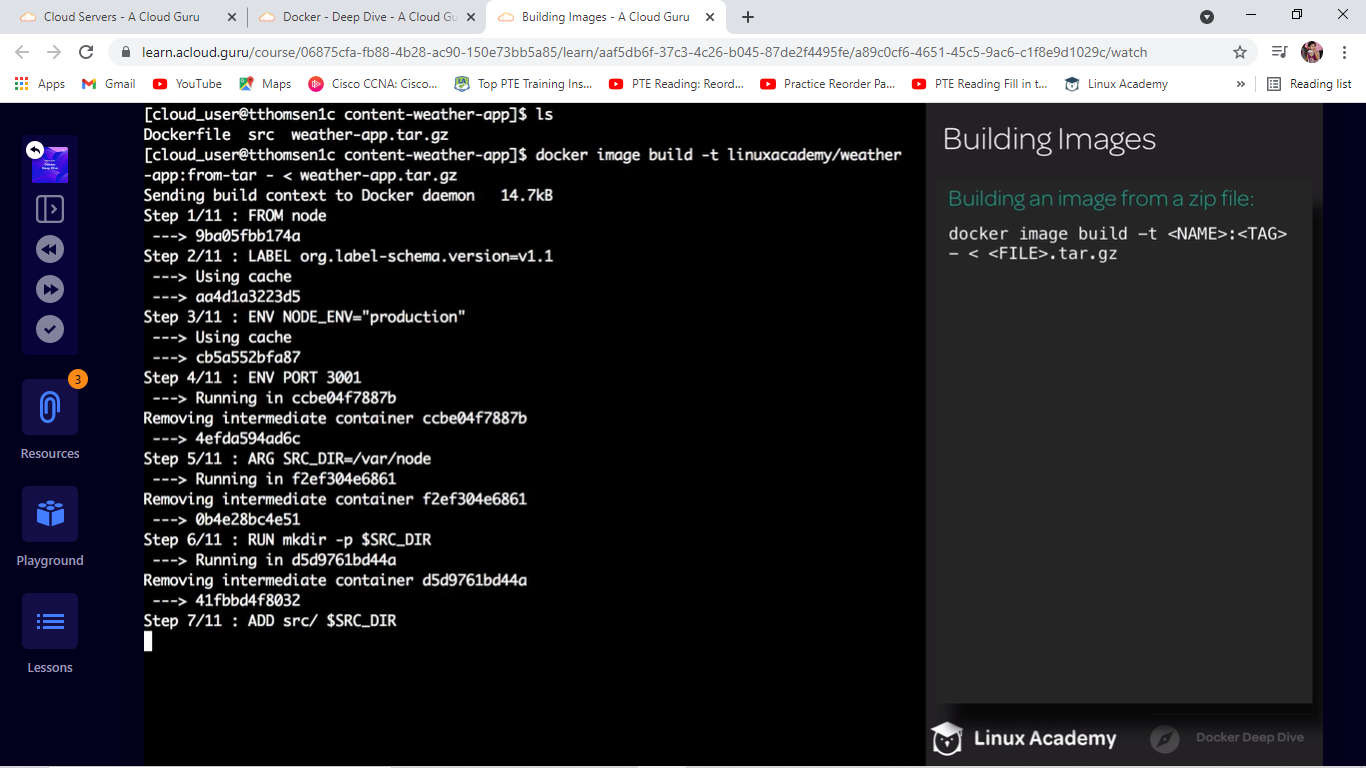 Cloud Servers - A Cloud Guru
Docker - Deep Dive - A Cloud Gu
Building Images - A Cloud Guru
learn.acloud.guru/course/06875cfa-fb88-4b28-ac90-150e73bb5a85/learn/aaf5db6f-37c3-4c26-b045-87de2f4495fe/a89c0cf6-4651-45c5-9ac6-c1f8e9d1029c/watch
Apps
Gmail
YouTube
Maps
Cisco CCNA: Cisco...
Top PTE Training Ins...
PTE Reading: Reord...
Practice Reorder Pa...
PTE Reading Fill in t...
Linux Academy
»
Reading list
3
Resources
Playground
Lessons
[cloud_user@tthomsen1c content-weather-app]$ ls
Dockerfile  src  weather-app.tar.gz
[cloud_user@tthomsen1c content-weather-app]$ docker image build -t linuxacademy/weather
-app:from-tar - < weather-app.tar.gz
Sending build context to Docker daemon   14.7kB
Step 1/11 : FROM node
 ---> 9ba05fbb174a
Step 2/11 : LABEL org.label-schema.version=v1.1
 ---> Using cache
 ---> aa4d1a3223d5
Step 3/11 : ENV NODE_ENV="production"
 ---> Using cache
 ---> cb5a552bfa87
Step 4/11 : ENV PORT 3001
 ---> Running in ccbe04f7887b
Removing intermediate container ccbe04f7887b
 ---> 4efda594ad6c
Step 5/11 : ARG SRC_DIR=/var/node
 ---> Running in f2ef304e6861
Removing intermediate container f2ef304e6861
 ---> 0b4e28bc4e51
Step 6/11 : RUN mkdir -p $SRC_DIR
 ---> Running in d5d9761bd44a
Removing intermediate container d5d9761bd44a
 ---> 41fbbd4f8032
Step 7/11 : ADD src/ $SRC_DIR
Building Images
Building an image from a zip file:
docker image build -t <NAME>:<TAG>
- < <FILE>.tar.gz
Linux Academy
Docker Deep Dive